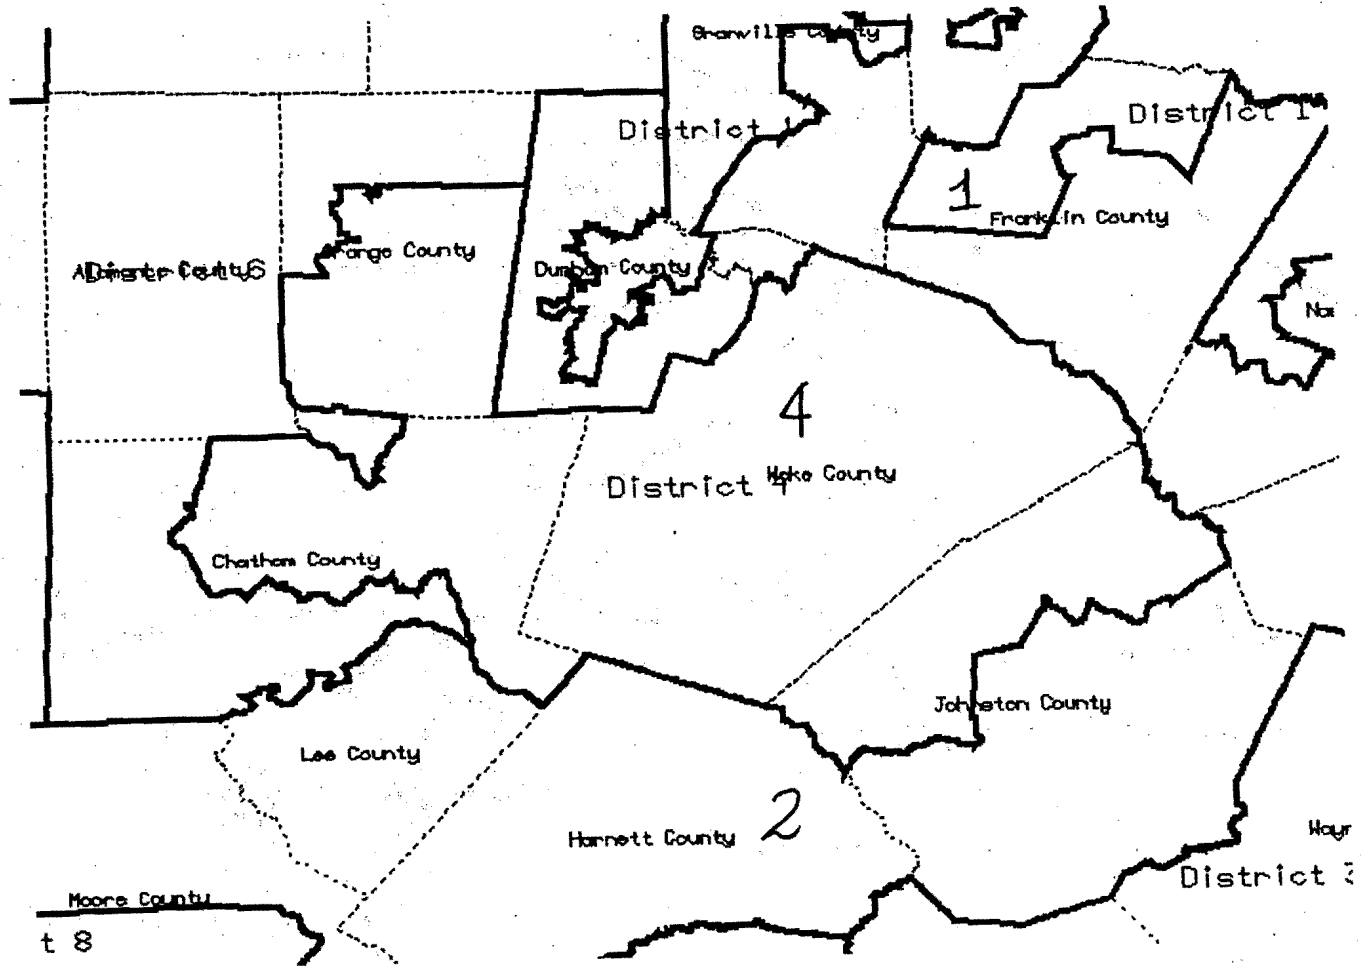 Granville County
District 1
District 1
1
Franklin County
Orange County
Durham County
4
District 4
Wake County
Chatham County
Johnston County
Lee County
Harnett County
2
District 3
Moore County
t 8